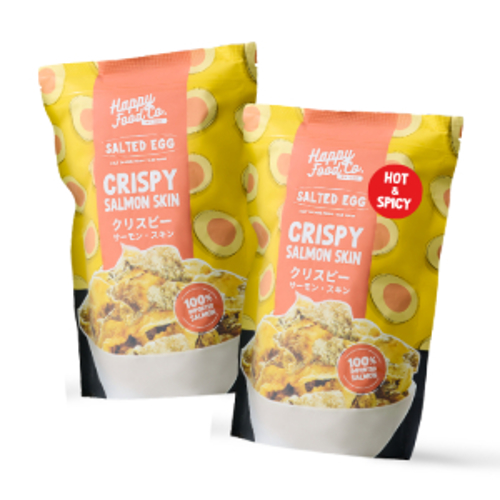 Happy
Food Co.
SALTED EGG
CRISPY
SALMON SKIN
クリスピー
サーモン・スキン
100%
IMPORTED
SALMON
Happy
Food Co.
HOT
&
SPICY
SALTED EGG
CRISPY
SALMON SKIN
クリスピー
サーモン・スキン
100%
IMPORTED
SALMON